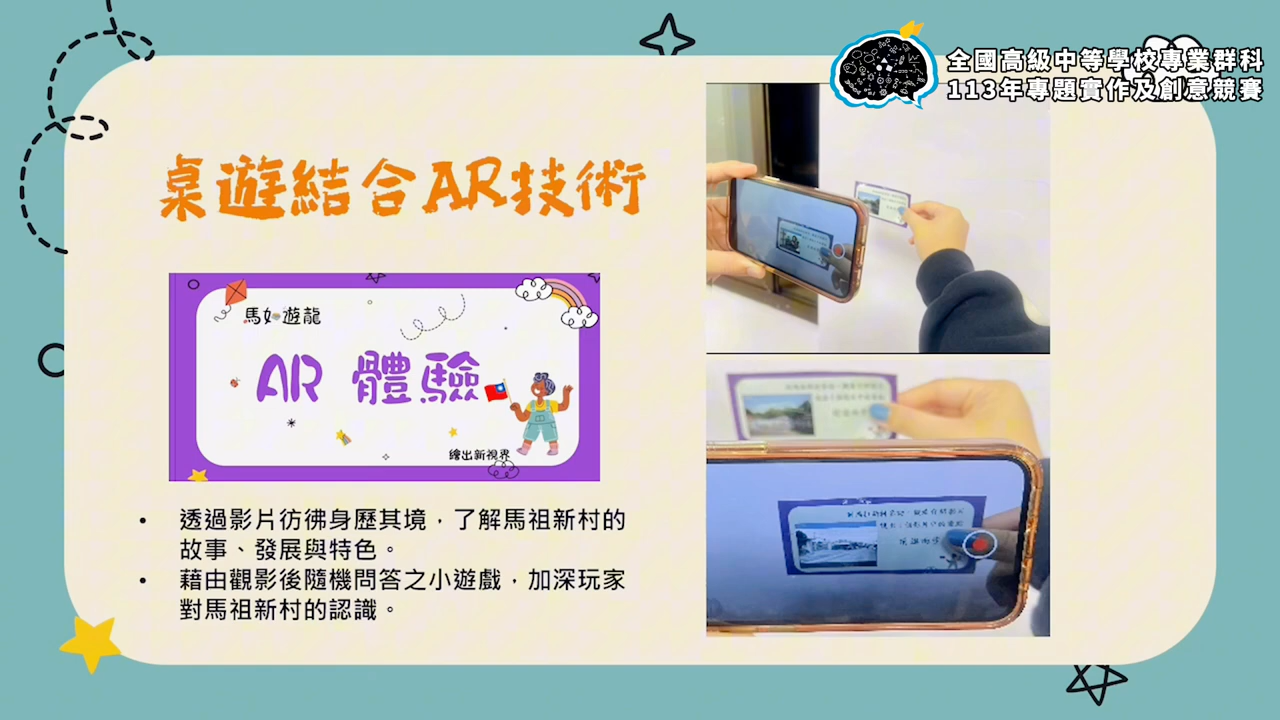 全國高級中等學校專業群科
113年專題實作及創意競賽
桌遊結合AR技術
馬如遊龍
AR 體驗
繪出新視界
• 透過影片彷彿身歷其境，了解馬祖新村的
故事、發展與特色。
• 藉由觀影後隨機問答之小遊戲，加深玩家
對馬祖新村的認識。